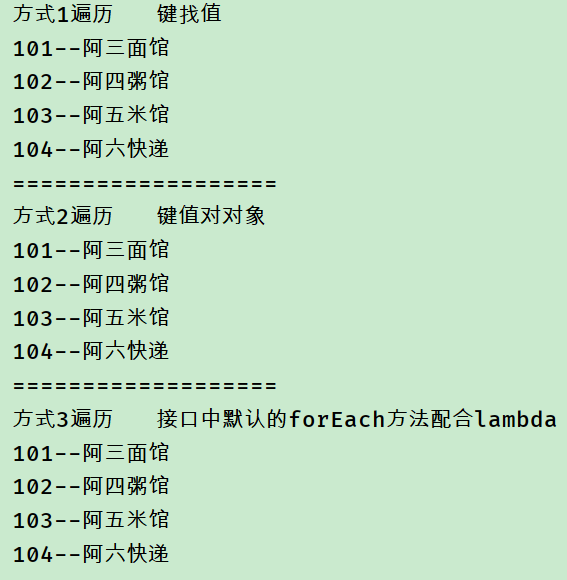 方式1遍历　　键找值
101--阿三面馆
102--阿四粥馆
103--阿五米馆
104--阿六快递
===================
方式2遍历　　键值对对象
101--阿三面馆
102--阿四粥馆
103--阿五米馆
104--阿六快递
===================
方式3遍历　　接口中默认的forEach方法配合lambda
101--阿三面馆
102--阿四粥馆
103--阿五米馆
104--阿六快递